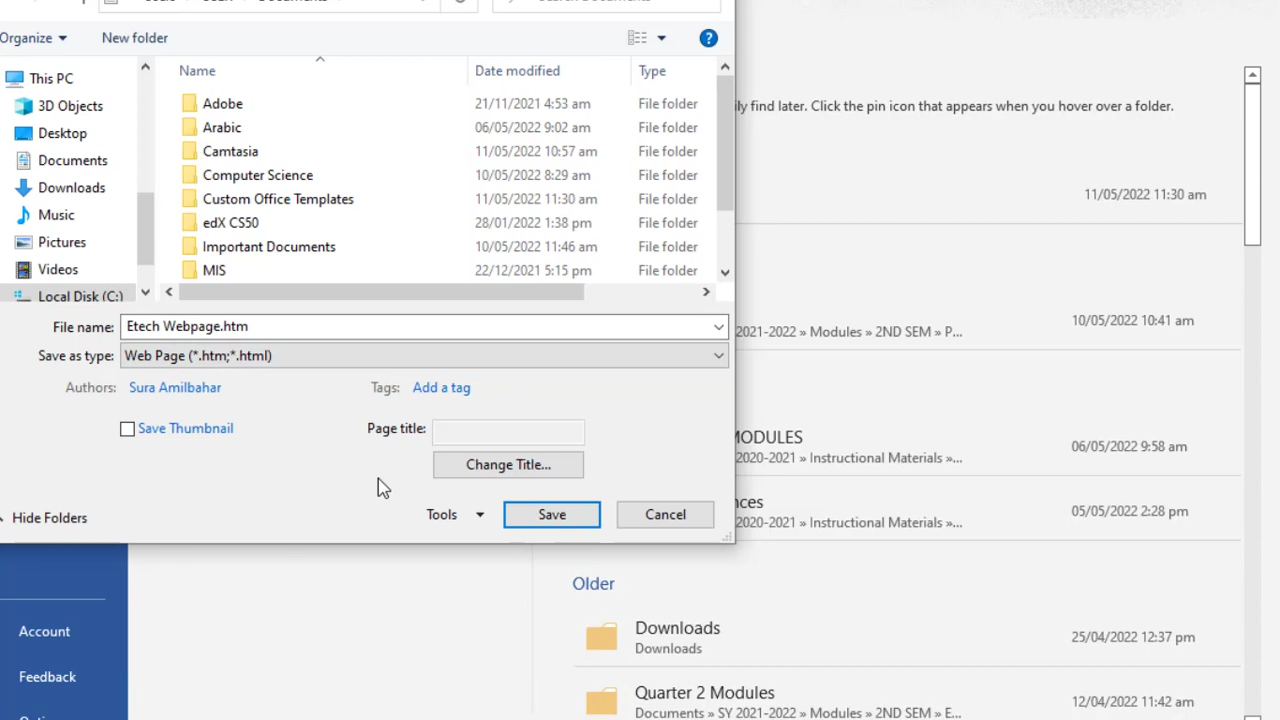 Organize
New folder
?
Name
Date modified
Type
This PC
3D Objects
Desktop
Documents
Downloads
Music
Pictures
Videos
Local Disk (C:)
Adobe 21/11/2021 4:53 am File folder
Arabic 06/05/2022 9:02 am File folder
Camtasia 11/05/2022 10:57 am File folder
Computer Science 10/05/2022 8:29 am File folder
Custom Office Templates 11/05/2022 11:30 am File folder
edX CS50 28/01/2022 1:38 pm File folder
Important Documents 10/05/2022 11:46 am File folder
MIS 22/12/2021 5:15 pm File folder
File name: Etech Webpage.htm
Save as type: Web Page (*.htm;*.html)
Authors: Sura Amilbahar
Tags: Add a tag
Save Thumbnail
Page title:
Change Title...
Hide Folders
Tools
Save
Cancel
ily find later. Click the pin icon that appears when you hover over a folder.
11/05/2022 11:30 am
2021-2022 » Modules » 2ND SEM » P...
10/05/2022 10:41 am
MODULES
2020-2021 » Instructional Materials »...
06/05/2022 9:58 am
nces
2020-2021 » Instructional Materials »...
05/05/2022 2:28 pm
Older
Downloads
Downloads
25/04/2022 12:37 pm
Quarter 2 Modules
Documents » SY 2021-2022 » Modules » 2ND SEM » E...
12/04/2022 11:42 am
Account
Feedback